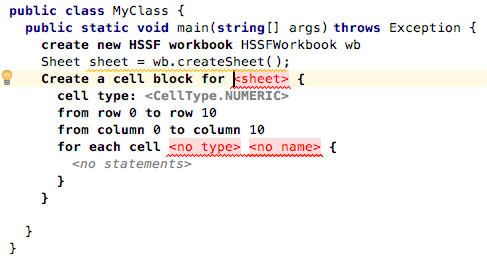 public class MyClass {
public static void main(string[] args) throws Exception {
create new HSSF workbook HSSFWorkbook wb
Sheet sheet = wb.createSheet();
Create a cell block for <sheet> {
cell type: <CellType.NUMERIC>
from row 0 to row 10
from column 0 to column 10
for each cell <no type> <no name> {
<no statements>
}
}
}
}